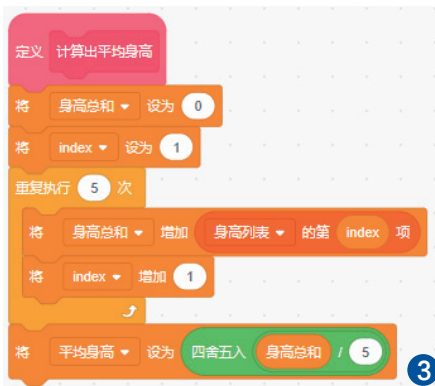 定义 计算出平均身高
将 身高总和 设为 0
将 index 设为 1
重复执行 5 次
将 身高总和 增加 身高列表 的第 index 项
将 index 增加 1
将 平均身高 设为 四舍五入 身高总和 / 5
3